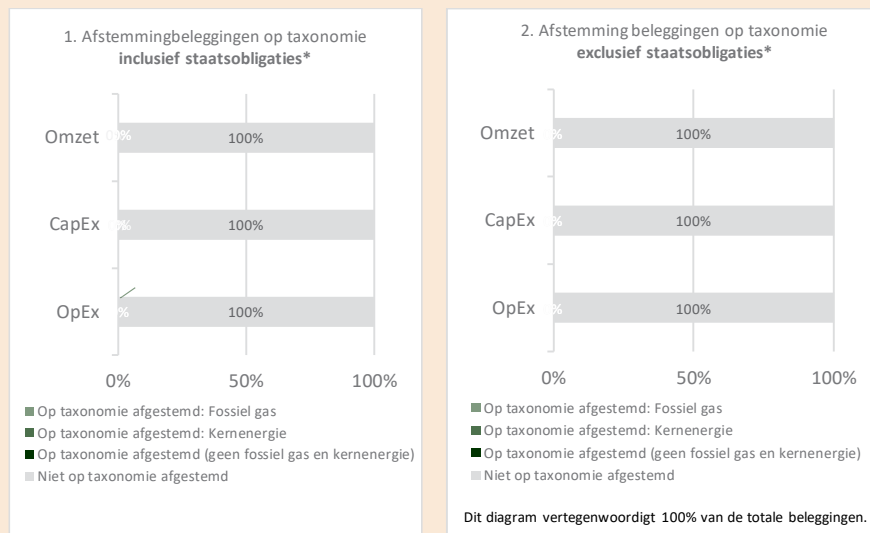 1. Afstemmingbeleggingen op taxonomie
inclusief staatsobligaties*
Omzet 100%
CapEx 100%
OpEx 100%
0% 50% 100%
Op taxonomie afgestemd: Fossiel gas
Op taxonomie afgestemd: Kernenergie
Op taxonomie afgestemd (geen fossiel gas en kernenergie)
Niet op taxonomie afgestemd
2. Afstemming beleggingen op taxonomie
exclusief staatsobligaties*
Omzet % 100%
CapEx % 100%
OpEx % 100%
0% 50% 100%
Op taxonomie afgestemd: Fossiel gas
Op taxonomie afgestemd: Kernenergie
Op taxonomie afgestemd (geen fossiel gas en kernenergie)
Niet op taxonomie afgestemd
Dit diagram vertegenwoordigt 100% van de totale beleggingen.